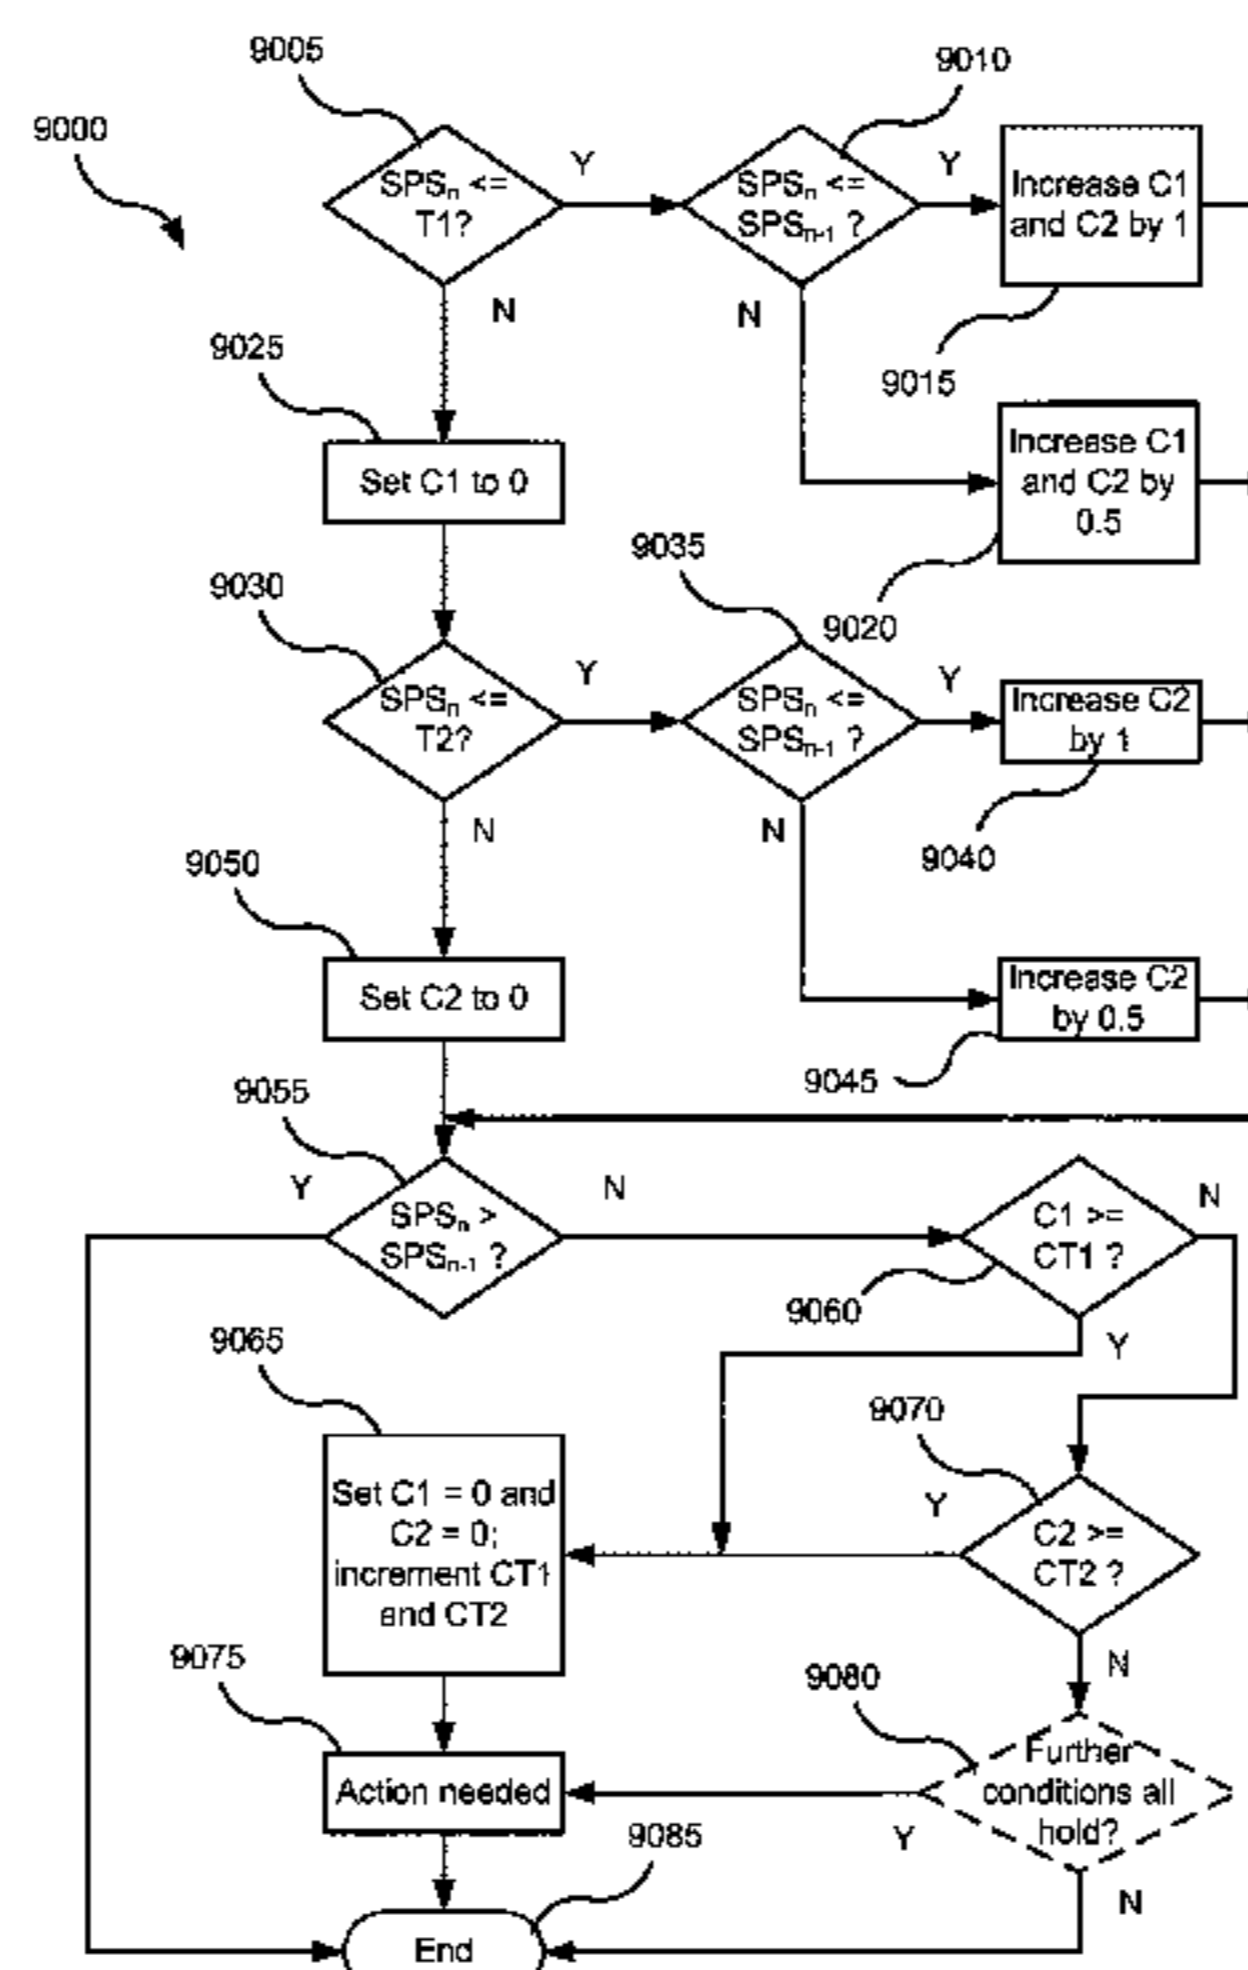 9005
9010
9000
SPSn <=
T1?
Y
SPSn <=
SPSn-1 ?
Y
Increase C1
and C2 by 1
N
N
9025
9015
Set C1 to 0
Increase C1
and C2 by
0.5
9035
9030
9020
SPSn <=
T2?
Y
SPSn <=
SPSn-1 ?
Y
Increase C2
by 1
N
N
9050
9040
Set C2 to 0
Increase C2
by 0.5
9045
9055
Y
SPSn >
SPSn-1 ?
N
C1 >=
CT1 ?
N
9060
9065
Y
9070
Set C1 = 0 and
C2 = 0;
increment CT1
and CT2
Y
C2 >=
CT2 ?
9075
N
9080
Action needed
Further
conditions all
hold?
Y
9085
N
End